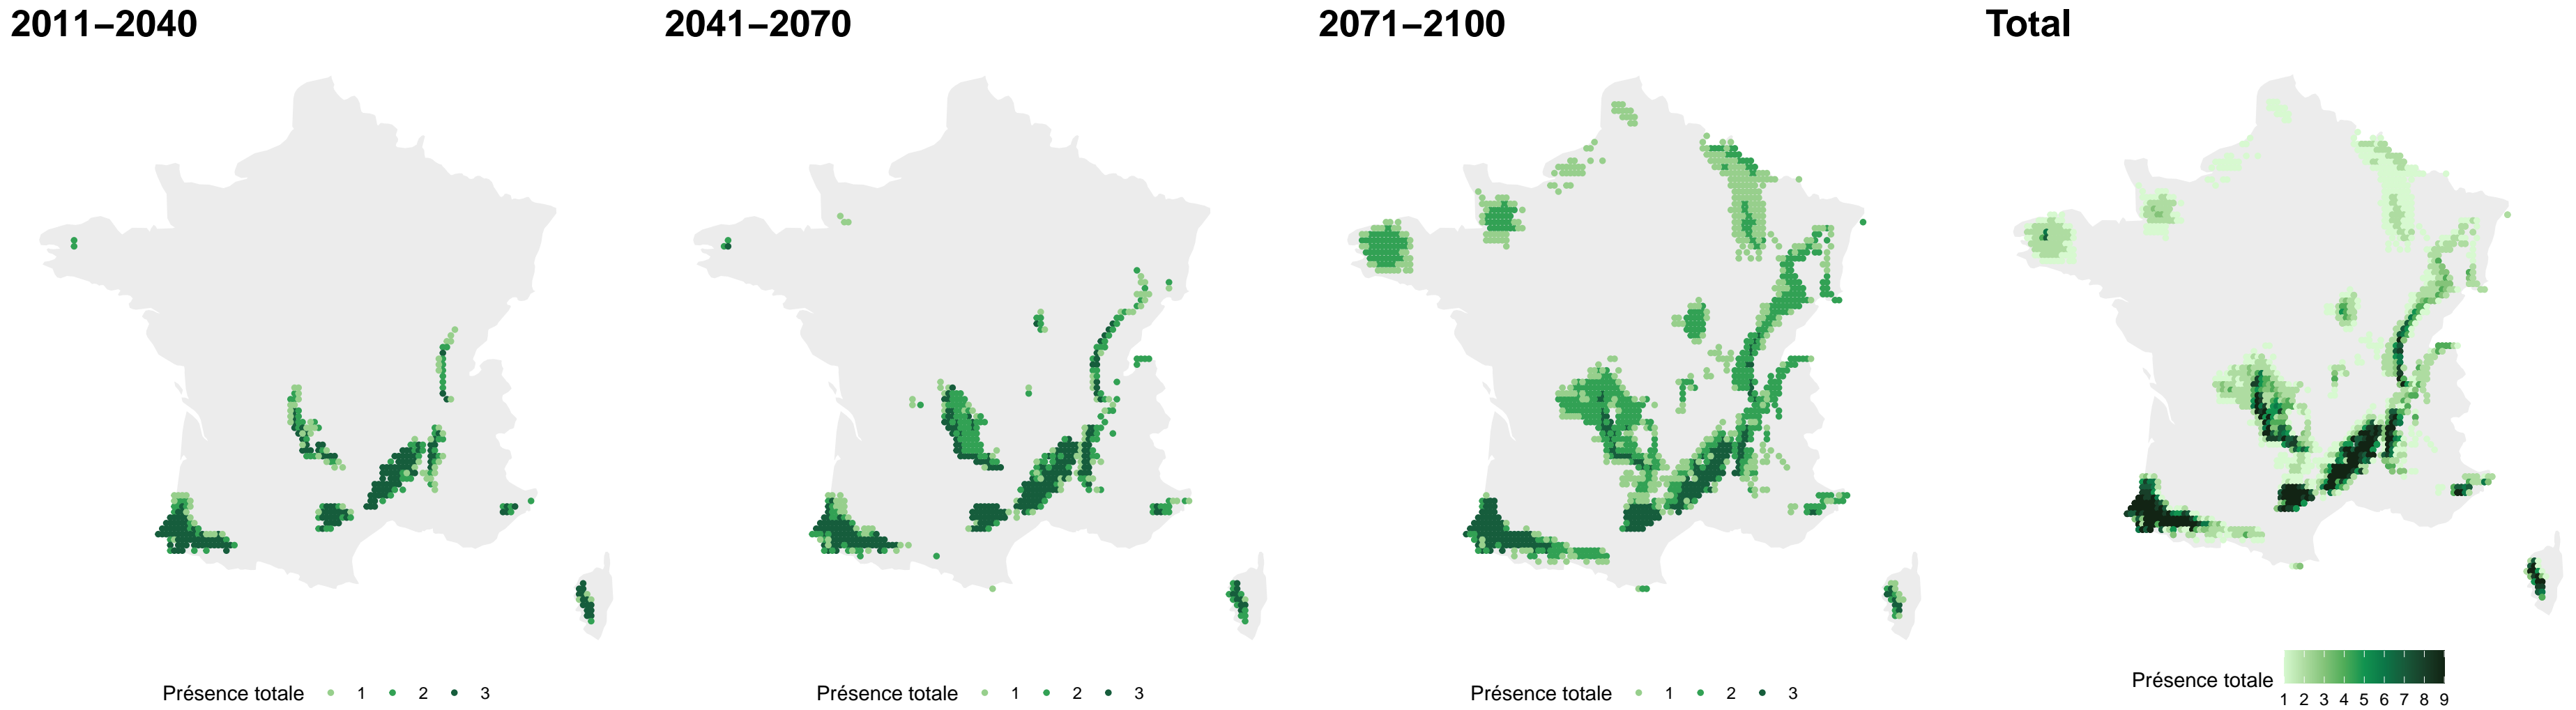 2011–2040 2041–2070 2071–2100 Total
Présence totale 1 2 3 Présence totale 1 2 3 Présence totale 1 2 3 Présence totale
1 2 3 4 5 6 7 8 9